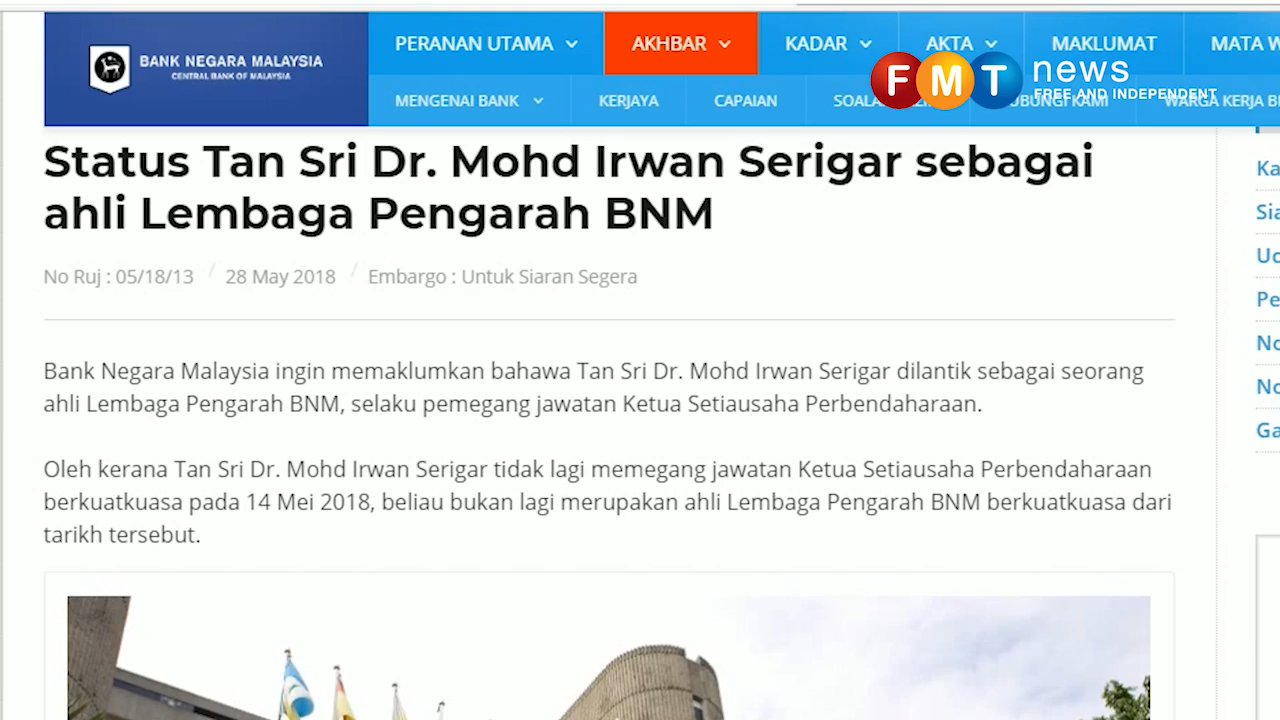 BANK NEGARA MALAYSIA
CENTRAL BANK OF MALAYSIA
PERANAN UTAMA AKHBAR KADAR AKTA MAKLUMAT MATA
FMT news
FREE AND INDEPENDENT
MENGENAI BANK KERJAYA CAPAIAN KAMI WARGA KERJA
Status Tan Sri Dr. Mohd Irwan Serigar sebagai
ahli Lembaga Pengarah BNM
No Ruj : 05/18/13 / 28 May 2018 / Embargo : Untuk Siaran Segera
Bank Negara Malaysia ingin memaklumkan bahawa Tan Sri Dr. Mohd Irwan Serigar dilantik sebagai seorang
ahli Lembaga Pengarah BNM, selaku pemegang jawatan Ketua Setiausaha Perbendaharaan.
Oleh kerana Tan Sri Dr. Mohd Irwan Serigar tidak lagi memegang jawatan Ketua Setiausaha Perbendaharaan
berkuatkuasa pada 14 Mei 2018, beliau bukan lagi merupakan ahli Lembaga Pengarah BNM berkuatkuasa dari
tarikh tersebut.